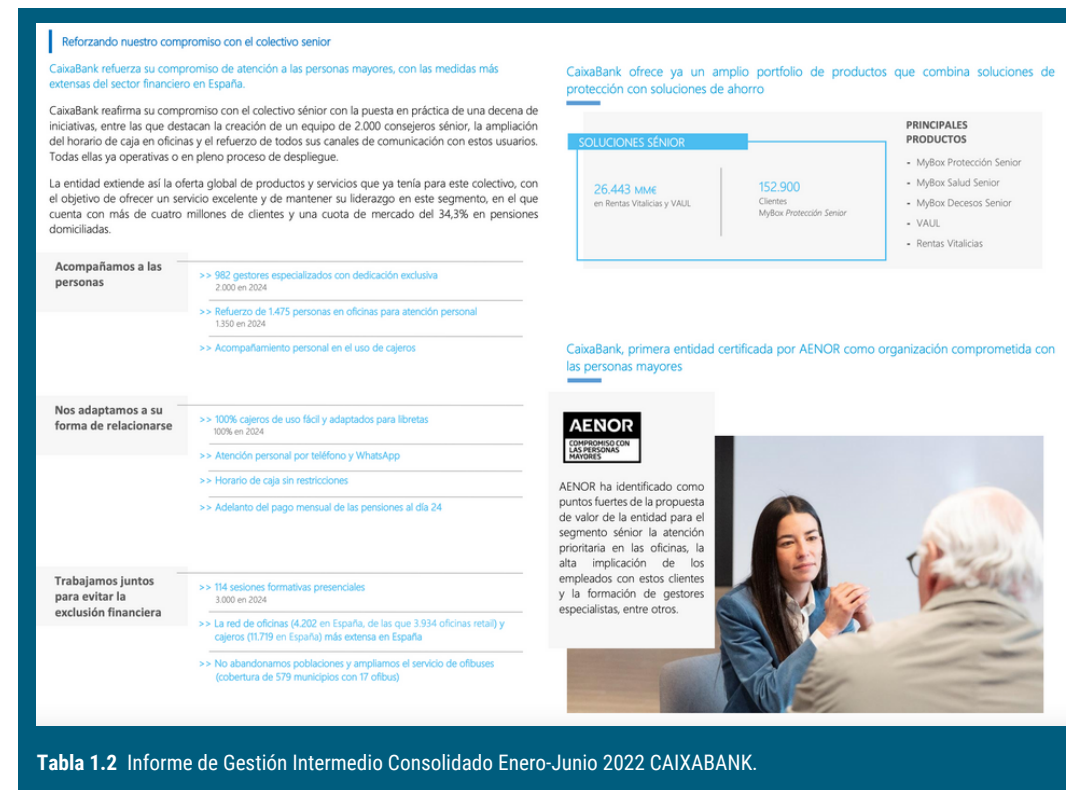 Reforzando nuestro compromiso con el colectivo senior
CaixaBank refuerza su compromiso de atención a las personas mayores, con las medidas más
extensas del sector financiero en España.
CaixaBank reafirma su compromiso con el colectivo sénior con la puesta en práctica de una decena de
iniciativas, entre las que destacan la creación de un equipo de 2.000 consejeros sénior, la ampliación
del horario de caja en oficinas y el refuerzo de todos sus canales de comunicación con estos usuarios.
Todas ellas ya operativas o en pleno proceso de despliegue.
La entidad extiende así la oferta global de productos y servicios que ya tenía para este colectivo, con
el objetivo de ofrecer un servicio excelente y de mantener su liderazgo en este segmento, en el que
cuenta con más de cuatro millones de clientes y una cuota de mercado del 34,3% en pensiones
domiciliadas.
Acompañamos a las
personas
>> 982 gestores especializados con dedicación exclusiva
2.000 en 2024
>> Refuerzo de 1.475 personas en oficinas para atención personal
1.350 en 2024
>> Acompañamiento personal en el uso de cajeros
Nos adaptamos a su
forma de relacionarse
>> 100% cajeros de uso fácil y adaptados para libretas
100% en 2024
>> Atención personal por teléfono y WhatsApp
>> Horario de caja sin restricciones
>> Adelanto del pago mensual de las pensiones al día 24
Trabajamos juntos
para evitar la
exclusión financiera
>> 114 sesiones formativas presenciales
3.000 en 2024
>> La red de oficinas (4.202 en España, de las que 3.934 oficinas retail) y
cajeros (11.719 en España) más extensa en España
>> No abandonamos poblaciones y ampliamos el servicio de ofibuses
(cobertura de 579 municipios con 17 ofibus)
CaixaBank ofrece ya un amplio portfolio de productos que combina soluciones de
protección con soluciones de ahorro
SOLUCIONES SÉNIOR
26.443 MM€
en Rentas Vitalicias y VAUL
152.900
Clientes
MyBox Protección Senior
PRINCIPALES
PRODUCTOS
- MyBox Protección Senior
- MyBox Salud Senior
- MyBox Decesos Senior
- VAUL
- Rentas Vitalicias
CaixaBank, primera entidad certificada por AENOR como organización comprometida con
las personas mayores
AENOR
COMPROMISO CON
LAS PERSONAS
MAYORES
AENOR ha identificado como
puntos fuertes de la propuesta
de valor de la entidad para el
segmento sénior la atención
prioritaria en las oficinas, la
alta implicación de los
empleados con estos clientes
y la formación de gestores
especialistas, entre otros.
Tabla 1.2 Informe de Gestión Intermedio Consolidado Enero-Junio 2022 CAIXABANK.